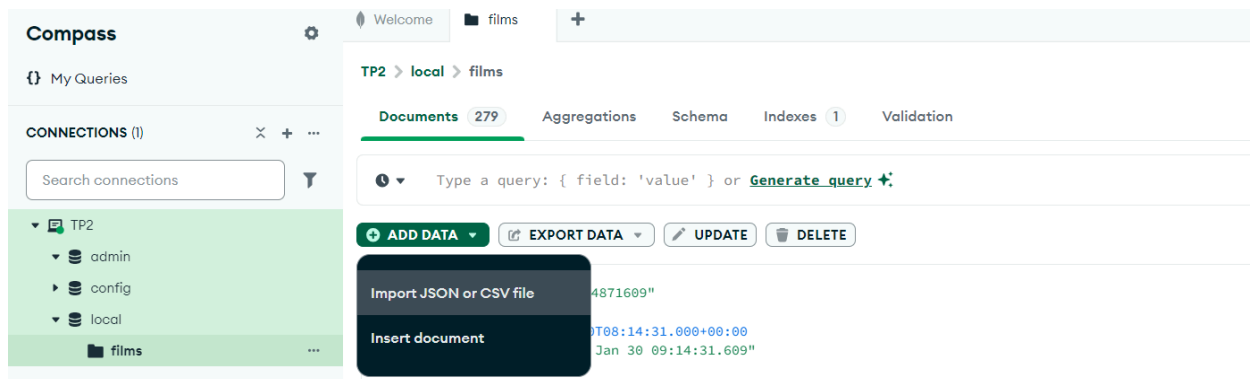 Compass
My Queries
CONNECTIONS (1)
Search connections
TP2
admin
config
local
films
Welcome
films
TP2 > local > films
Documents 279 Aggregations Schema Indexes 1 Validation
Type a query: { field: 'value' } or Generate query
ADD DATA EXPORT DATA UPDATE DELETE
Import JSON or CSV file
Insert document
4871609"
T08:14:31.000+00:00
Jan 30 09:14:31.609"